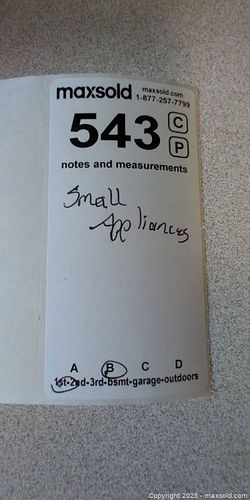 maxsold maxsold.com
1-877-257-7799
543 C
P
notes and measurements
Small
Appliances
A B C D
1st-2nd-3rd-bsmt-garage-outdoors
Copyright © 2025 - maxsold.com